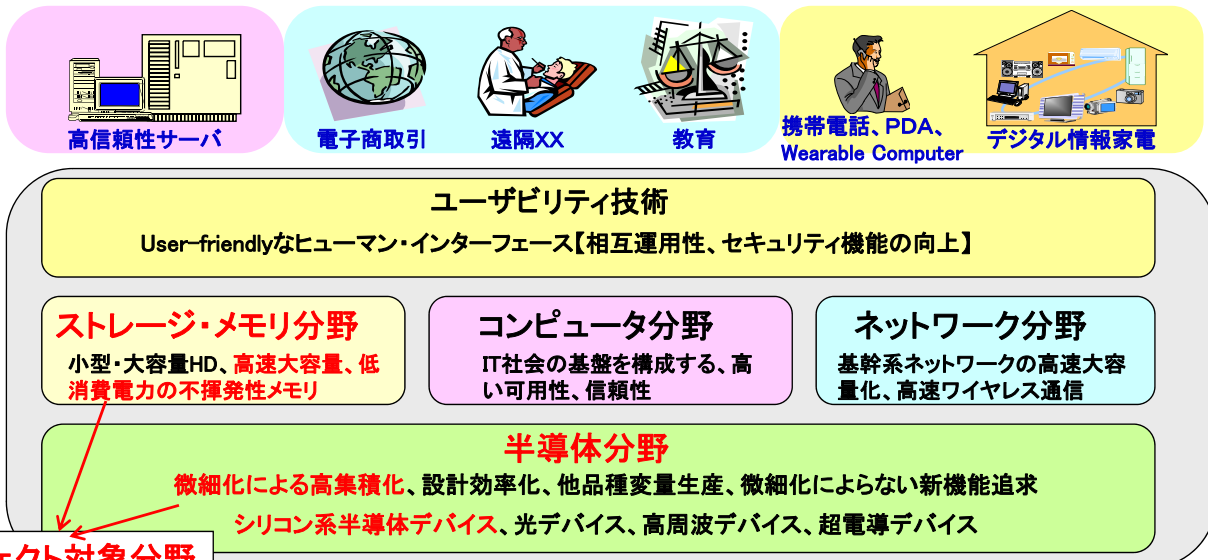 高信頼性サーバ
電子商取引
遠隔XX
教育
携帯電話、PDA、
Wearable Computer
デジタル情報家電
ユーザビリティ技術
User-friendlyなヒューマン・インターフェース【相互運用性、セキュリティ機能の向上】
ストレージ・メモリ分野
小型・大容量HD、高速大容量、低
消費電力の不揮発性メモリ
コンピュータ分野
IT社会の基盤を構成する、高
い可用性、信頼性
ネットワーク分野
基幹系ネットワークの高速大容
量化、高速ワイヤレス通信
半導体分野
微細化による高集積化、設計効率化、他品種変量生産、微細化によらない新機能追求
シリコン系半導体デバイス、光デバイス、高周波デバイス、超電導デバイス
ェクト対象分野